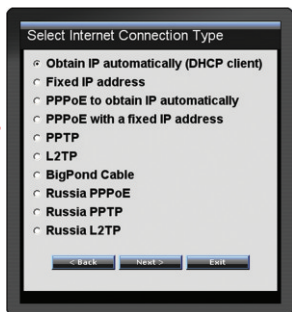 Select Internet Connection Type
Obtain IP automatically (DHCP client)
Fixed IP address
PPPoE to obtain IP automatically
PPPoE with a fixed IP address
PPTP
L2TP
BigPond Cable
Russia PPPoE
Russia PPTP
Russia L2TP
< Back Next > Exit